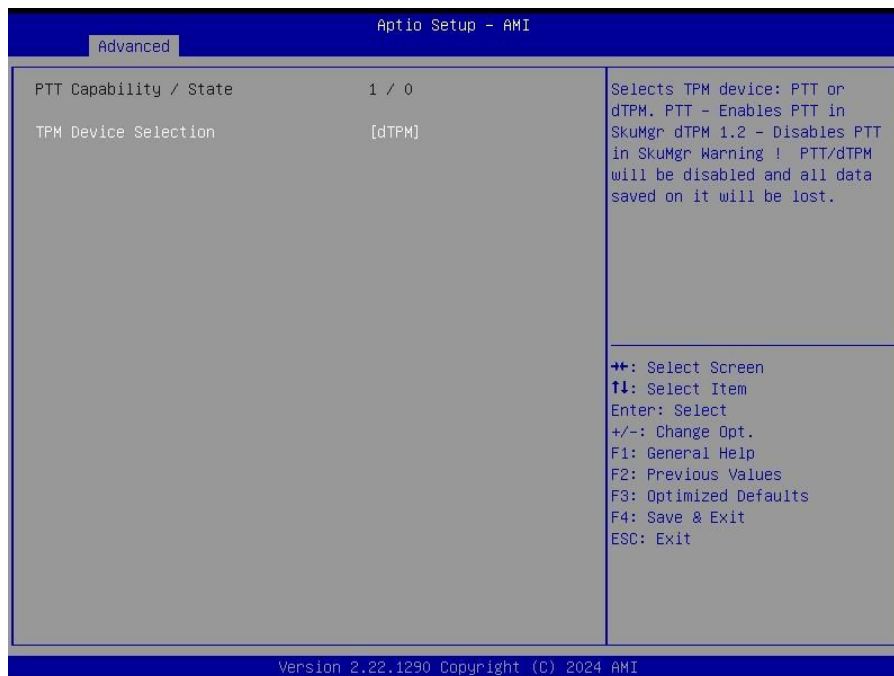 Aptio Setup - AMI
Advanced
PTT Capability / State 1 / 0
TPM Device Selection [dTPM]
Selects TPM device: PTT or
dTPM. PTT - Enables PTT in
SkuMgr dTPM 1.2 - Disables PTT
in SkuMgr Warning ! PTT/dTPM
will be disabled and all data
saved on it will be lost.
→←: Select Screen
↑↓: Select Item
Enter: Select
+/-: Change Opt.
F1: General Help
F2: Previous Values
F3: Optimized Defaults
F4: Save & Exit
ESC: Exit
Version 2.22.1290 Copyright (C) 2024 AMI